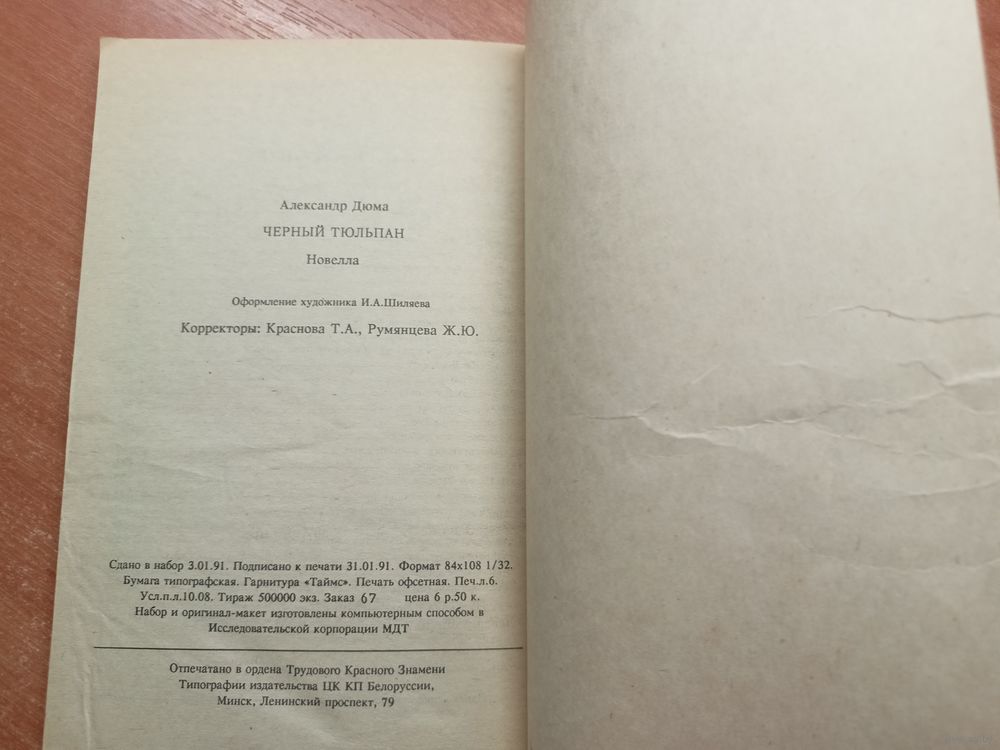 Александр Дюма
ЧЕРНЫЙ ТЮЛЬПАН
Новелла
Оформление художника И.А.Шиляева
Корректоры: Краснова Т.А., Румянцева Ж.Ю.
Сдано в набор 3.01.91. Подписано к печати 31.01.91. Формат 84x108 1/32.
Бумага типографская. Гарнитура «Таймс». Печать офсетная. Печ.л.6.
Усл.п.л.10.08. Тираж 500000 экз. Заказ 67 цена 6 р.50 к.
Набор и оригинал-макет изготовлены компьютерным способом в
Исследовательской корпорации МДТ
Отпечатано в ордена Трудового Красного Знамени
Типографии издательства ЦК КП Белоруссии,
Минск, Ленинский проспект, 79